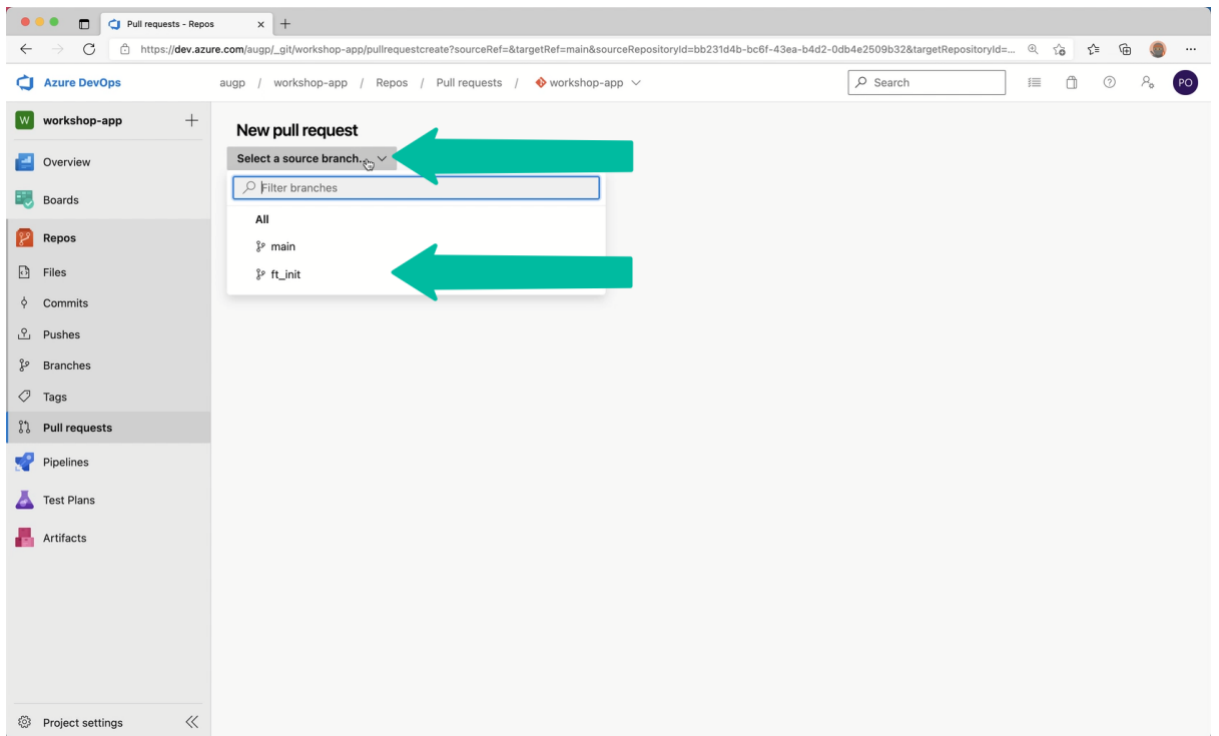 Pull requests - Repos
https://dev.azure.com/augp/_git/workshop-app/pullrequestcreate?sourceRef=&targetRef=main&sourceRepositoryId=bb231d4b-bc6f-43ea-b4d2-0db4e2509b32&targetRepositoryId=...
Azure DevOps
augp / workshop-app / Repos / Pull requests / workshop-app
Search
PO
W workshop-app
Overview
Boards
Repos
Files
Commits
Pushes
Branches
Tags
Pull requests
Pipelines
Test Plans
Artifacts
Project settings
New pull request
Select a source branch...
Filter branches
All
main
ft_init